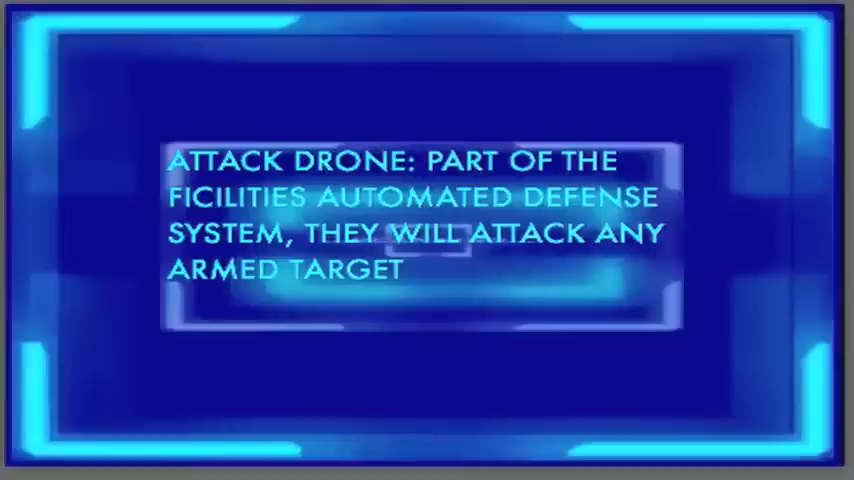 ATTACK DRONE: PART OF THE
FICILITIES AUTOMATED DEFENSE
SYSTEM, THEY WILL ATTACK ANY
ARMED TARGET